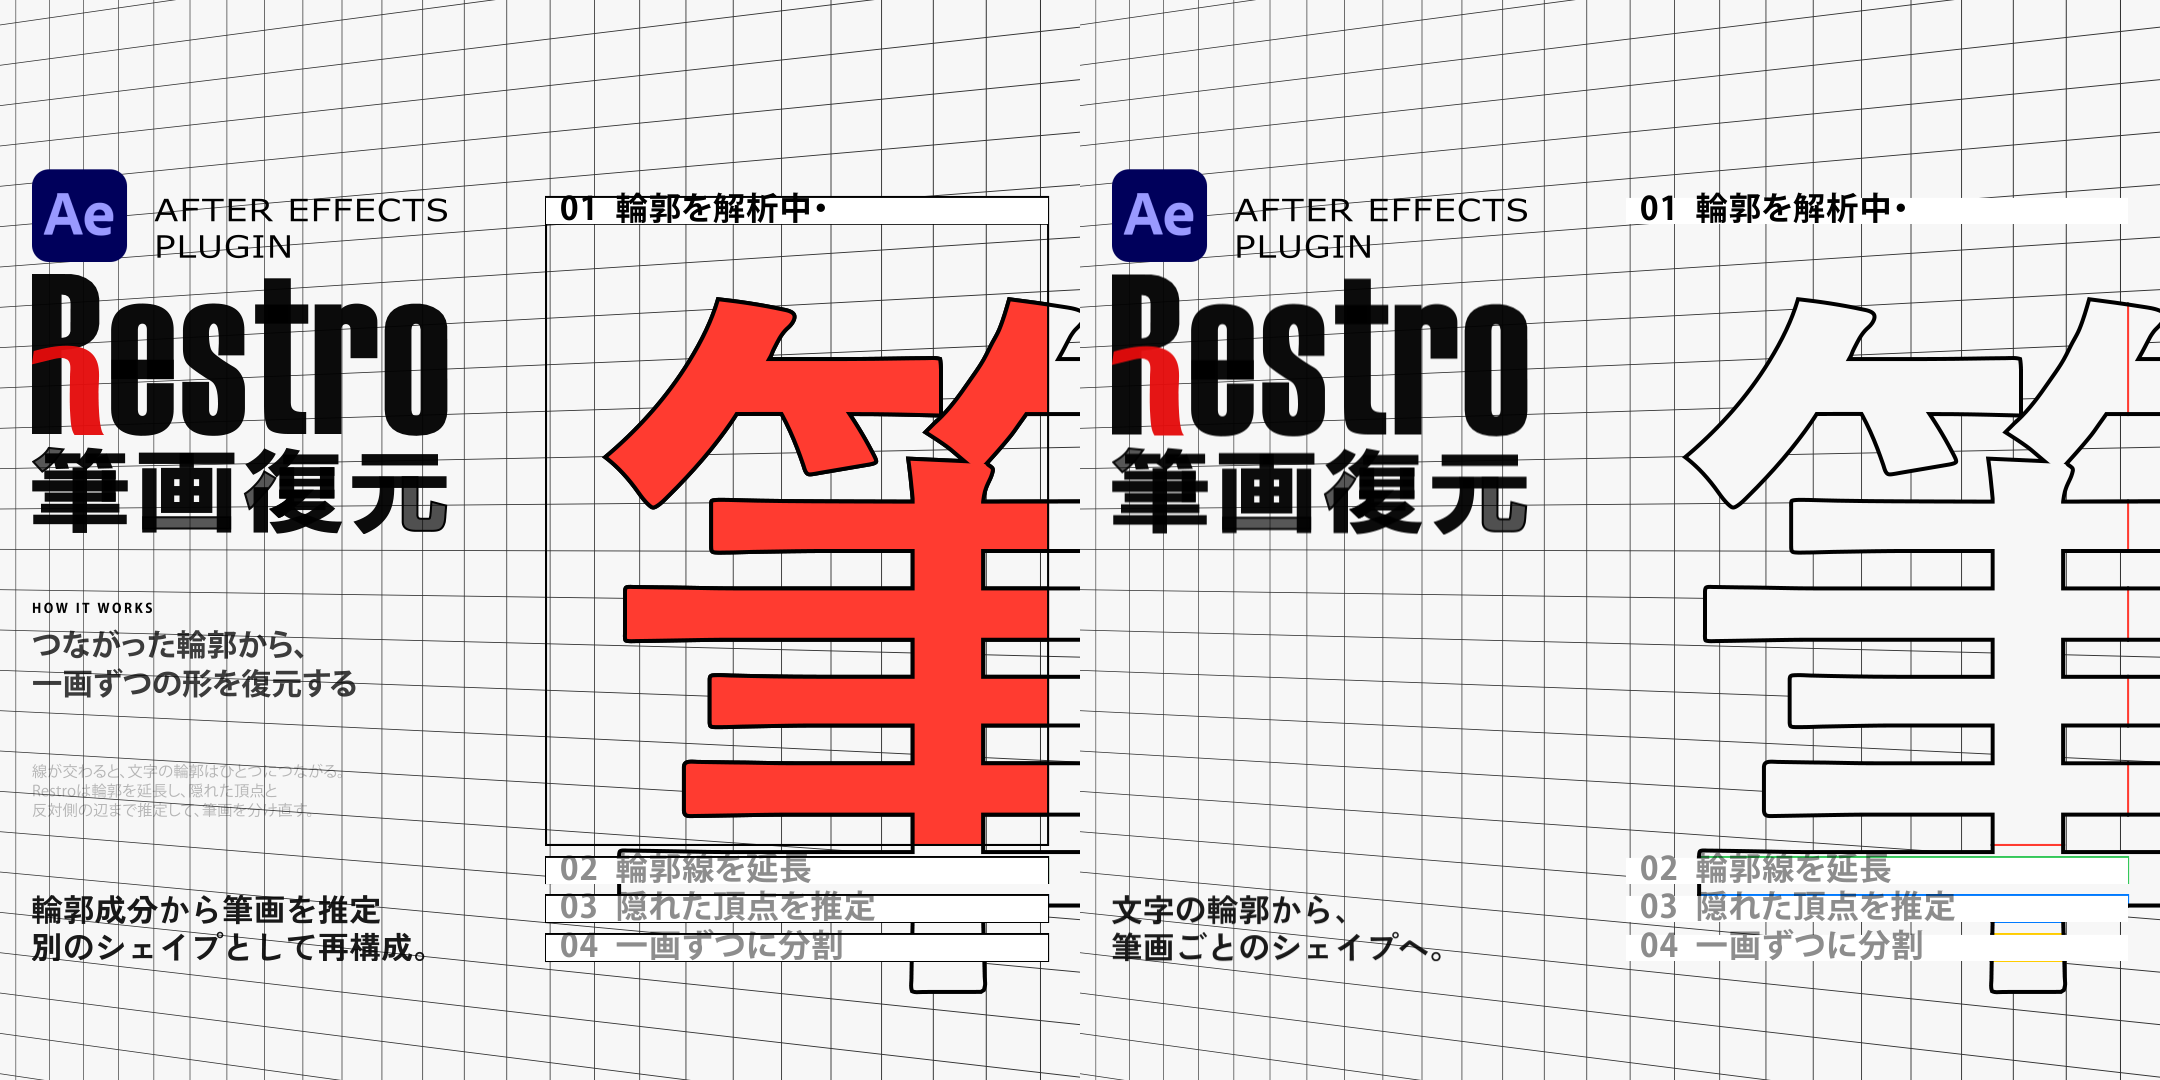 Ae
AFTER EFFECTS
PLUGIN
Restro
筆画復元
HOW IT WORKS
つながった輪郭から、
一画ずつの形を復元する
線が交わると、文字の輪郭はひとつにつながる。
Restroは輪郭を延長し、隠れた頂点と
反対側の辺まで推定して、筆画を分け直す。
輪郭成分から筆画を推定
別のシェイプとして再構成。
01 輪郭を解析中・
筆
02 輪郭線を延長
03 隠れた頂点を推定
04 一画ずつに分割
Ae
AFTER EFFECTS
PLUGIN
Restro
筆画復元
文字の輪郭から、
筆画ごとのシェイプへ。
01 輪郭を解析中・
筆
02 輪郭線を延長
03 隠れた頂点を推定
04 一画ずつに分割